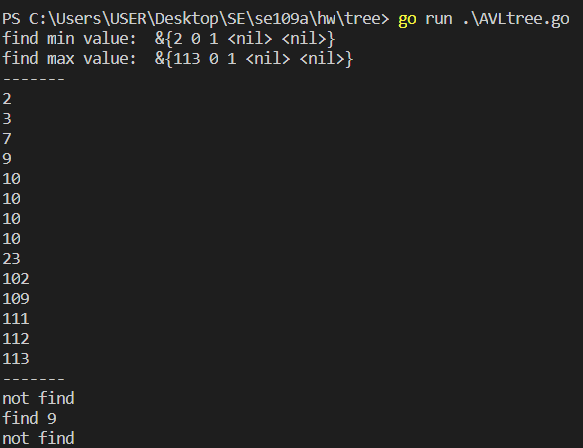 PS C:\Users\USER\Desktop\SE\se109a\hw\tree> go run .\AVLtree.go
find min value:  &{2 0 1 <nil> <nil>}
find max value:  &{113 0 1 <nil> <nil>}
-------
2
3
7
9
10
10
10
10
23
102
109
111
112
113
-------
not find
find 9
not find